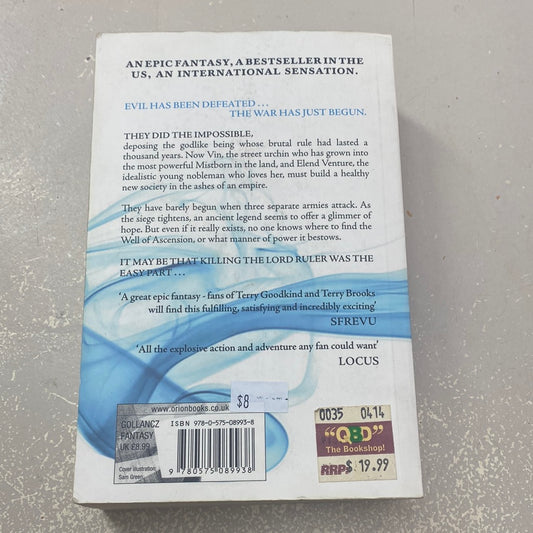 AN EPIC FANTASY, A BESTSELLER IN THE
US, AN INTERNATIONAL SENSATION.
EVIL HAS BEEN DEFEATED ...
THE WAR HAS JUST BEGUN.
THEY DID THE IMPOSSIBLE,
deposing the godlike being whose brutal rule had lasted a
thousand years. Now Vin, the street urchin who has grown into
the most powerful Mistborn in the land, and Elend Venture, the
idealistic young nobleman who loves her, must build a healthy
new society in the ashes of an empire.
They have barely begun when three separate armies attack. As
the siege tightens, an ancient legend seems to offer a glimmer of
hope. But even if it really exists, no one knows where to find the
Well of Ascension, or what manner of power it bestows.
IT MAY BE THAT KILLING THE LORD RULER WAS THE
EASY PART ...
'A great epic fantasy - fans of Terry Goodkind and Terry Brooks
will find this fulfilling, satisfying and incredibly exciting'
SFREVU
'All the explosive action and adventure any fan could want'
LOCUS
$8
www.orionbooks.co.uk
GOLLANCZ
FANTASY
UK £8.99
Cover illustration:
Sam Green
ISBN 978-0-575-08993-8
9 780575 089938
0035 0414
"QBD"
The Bookshop!
RRP$ 19.99